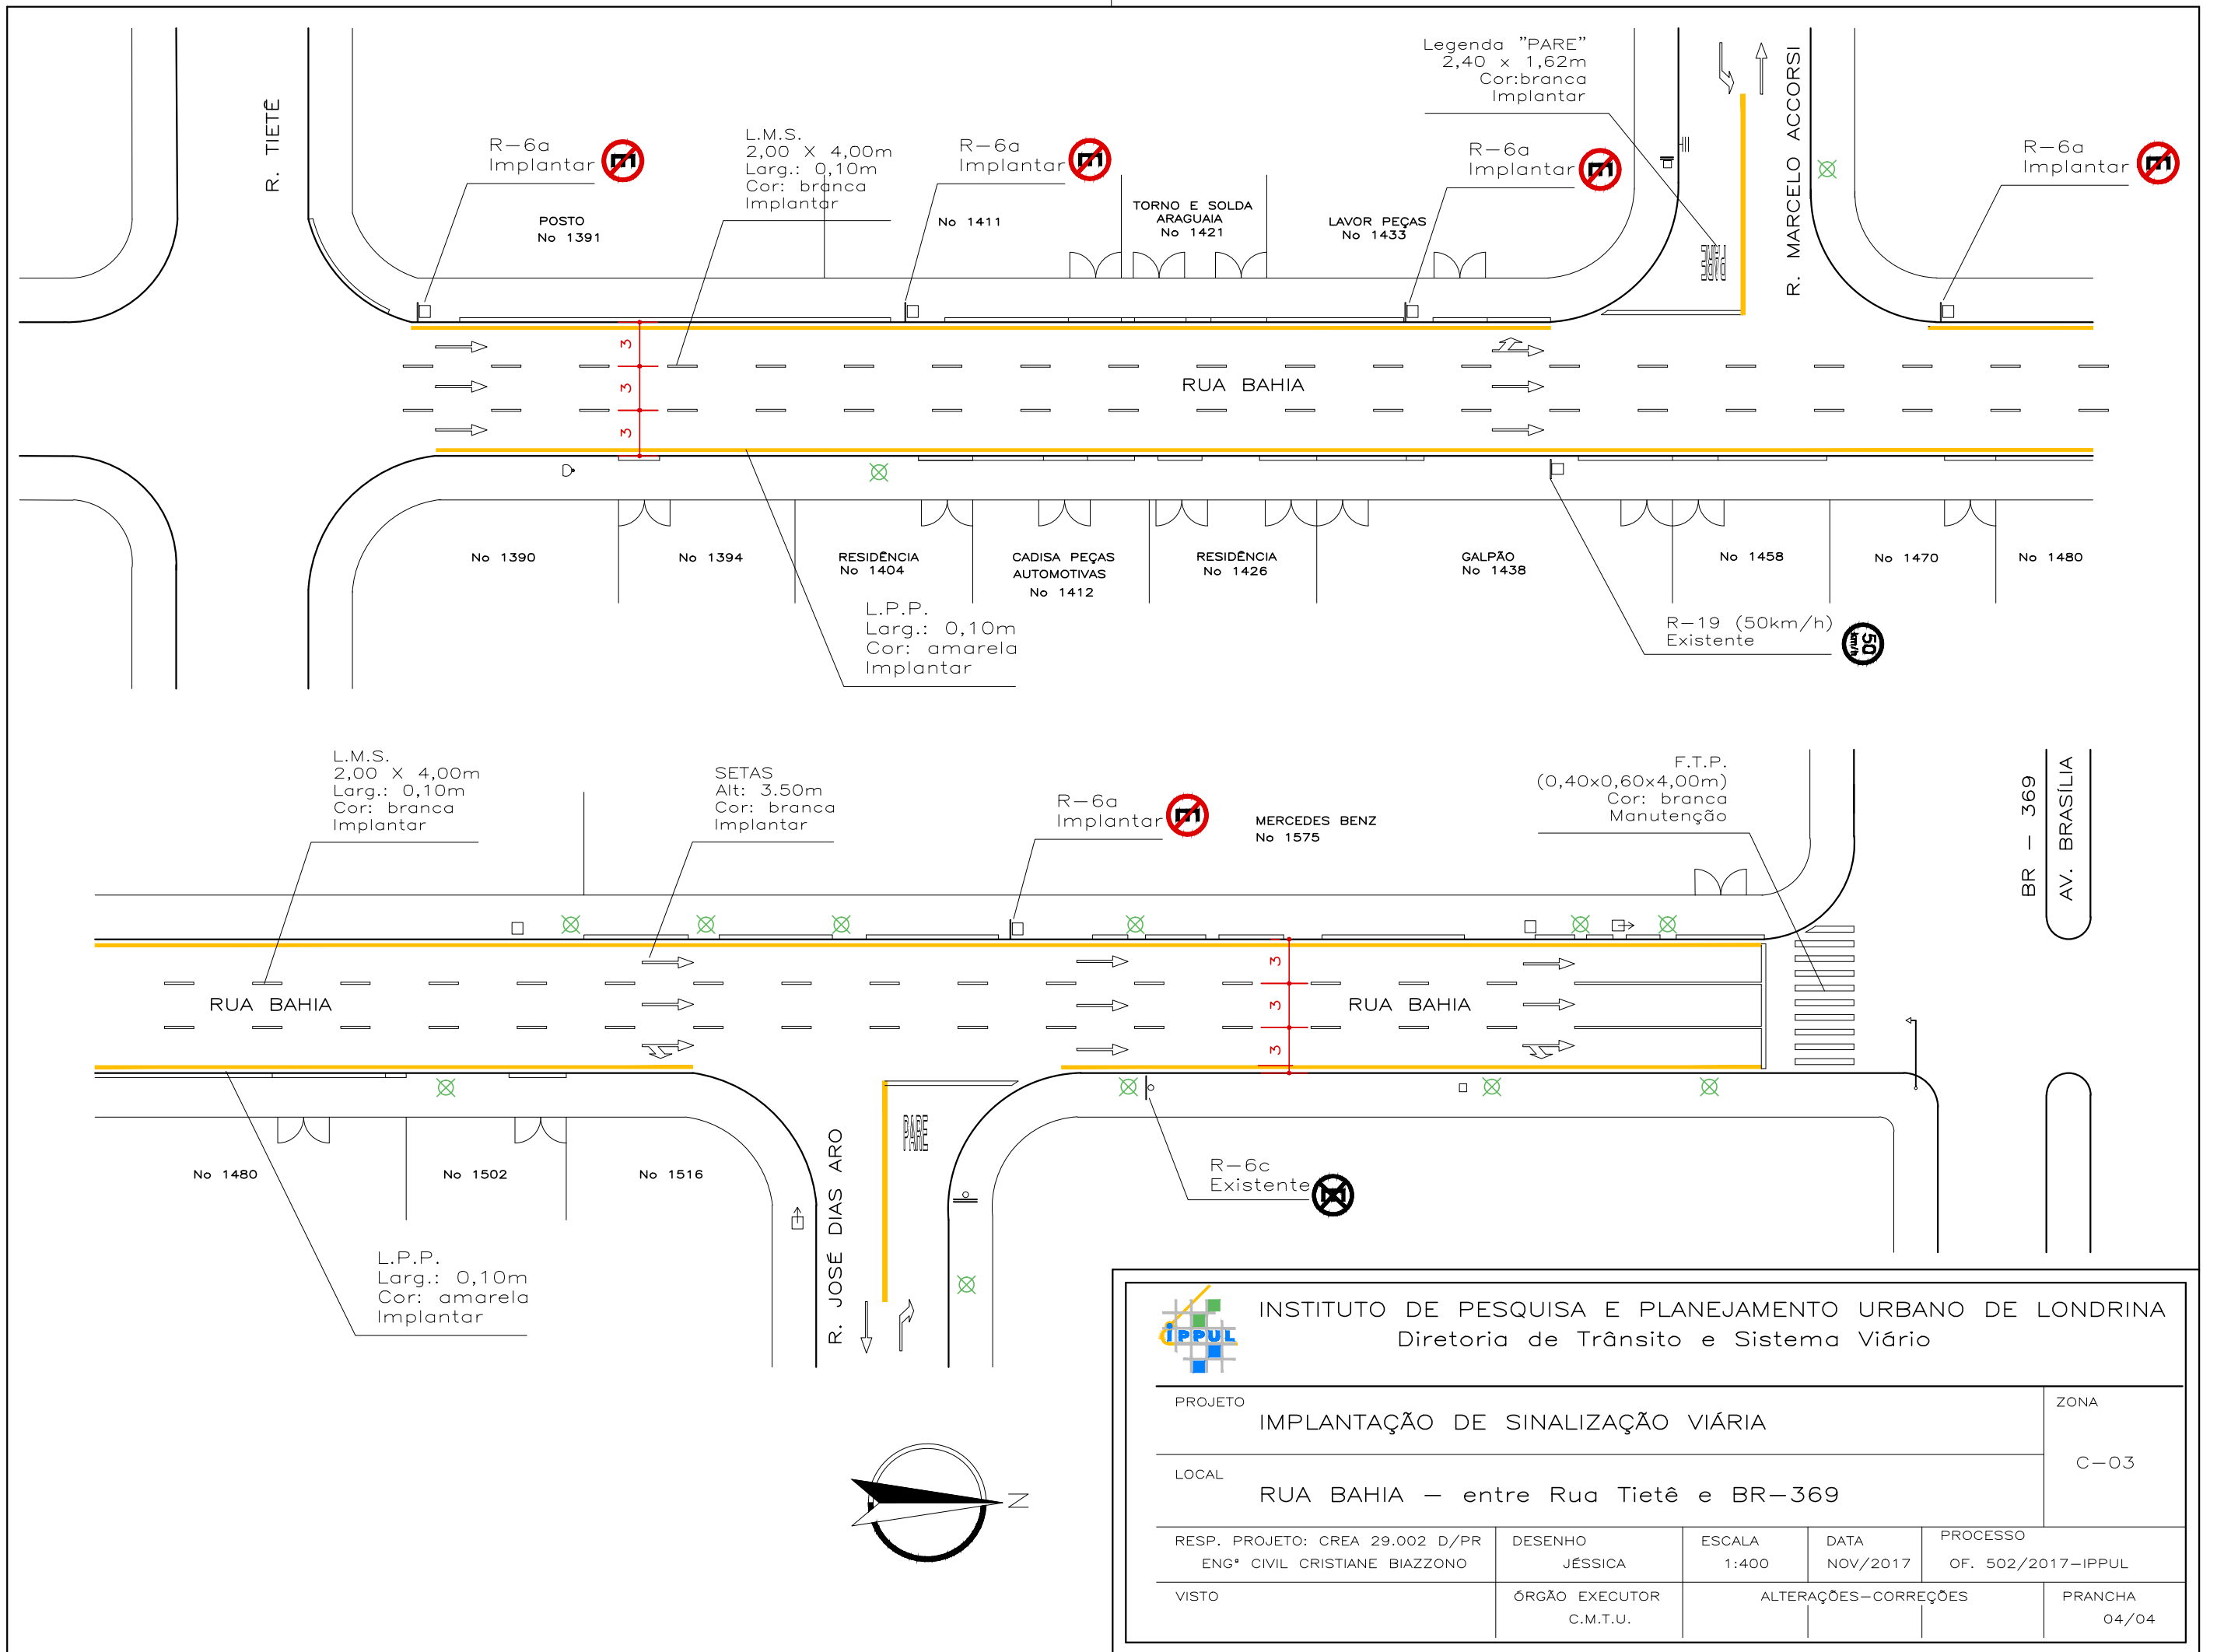 R. TIETÊ
R-6a
Implantar
E
L.M.S.
2,00 X 4,00m
Larg.: 0,10m
Cor: branca
Implantar
R-6a
Implantar
E
Legenda "PARE"
2,40 x 1,62m
Cor:branca
Implantar
R-6a
Implantar
E
R. MARCELO ACCORSI
R-6a
Implantar
E
POSTO
No 1391
No 1411
TORNO E SOLDA
ARAGUAIA
No 1421
LAVOR PEÇAS
No 1433
PARE
3
3
3
RUA BAHIA
No 1390
No 1394
RESIDÊNCIA
No 1404
CADISA PEÇAS
AUTOMOTIVAS
No 1412
RESIDÊNCIA
No 1426
GALPÃO
No 1438
No 1458
No 1470
No 1480
L.P.P.
Larg.: 0,10m
Cor: amarela
Implantar
R-19 (50km/h)
Existente
50
km/h
L.M.S.
2,00 X 4,00m
Larg.: 0,10m
Cor: branca
Implantar
SETAS
Alt: 3.50m
Cor: branca
Implantar
R-6a
Implantar
E
MERCEDES BENZ
No 1575
F.T.P.
(0,40x0,60x4,00m)
Cor: branca
Manutenção
BR - 369
AV. BRASÍLIA
RUA BAHIA
3
3
3
RUA BAHIA
No 1480
No 1502
No 1516
R. JOSÉ DIAS ARO
PARE
R-6c
Existente
E
L.P.P.
Larg.: 0,10m
Cor: amarela
Implantar
N
IPPUL
INSTITUTO DE PESQUISA E PLANEJAMENTO URBANO DE LONDRINA
Diretoria de Trânsito e Sistema Viário
PROJETO
IMPLANTAÇÃO DE SINALIZAÇÃO VIÁRIA
ZONA
C-03
LOCAL
RUA BAHIA - entre Rua Tietê e BR-369
RESP. PROJETO: CREA 29.002 D/PR
ENGª CIVIL CRISTIANE BIAZZONO
DESENHO
JÉSSICA
ESCALA
1:400
DATA
NOV/2017
PROCESSO
OF. 502/2017-IPPUL
VISTO
ÓRGÃO EXECUTOR
C.M.T.U.
ALTERAÇÕES-CORREÇÕES
PRANCHA
04/04